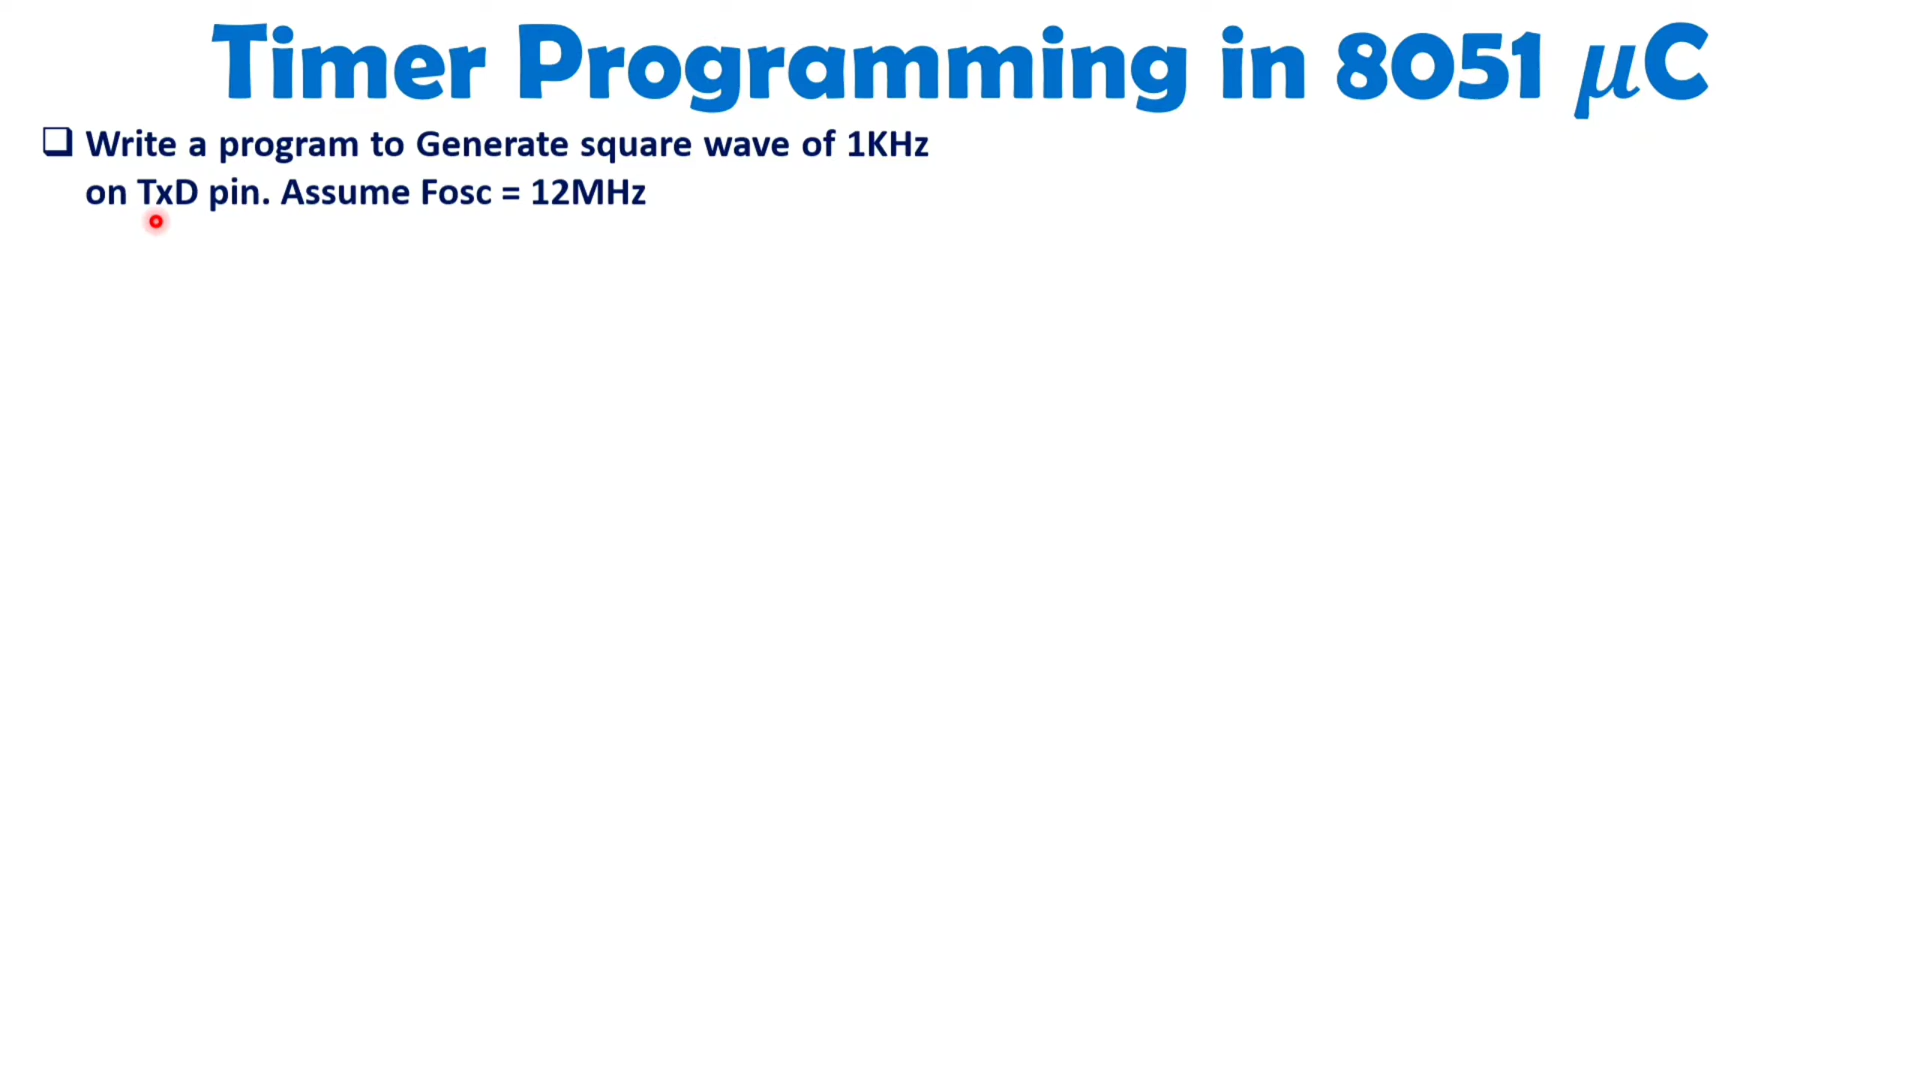 Timer Programming in 8051 μC
❑ Write a program to Generate square wave of 1KHz
on TxD pin. Assume Fosc = 12MHz